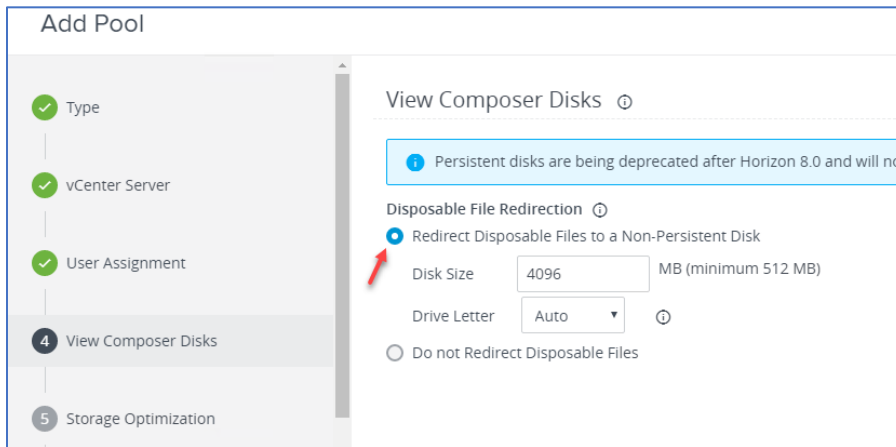 Add Pool
Type
vCenter Server
User Assignment
4 View Composer Disks
5 Storage Optimization
View Composer Disks
Persistent disks are being deprecated after Horizon 8.0 and will no
Disposable File Redirection
Redirect Disposable Files to a Non-Persistent Disk
Disk Size 4096 MB (minimum 512 MB)
Drive Letter Auto
Do not Redirect Disposable Files